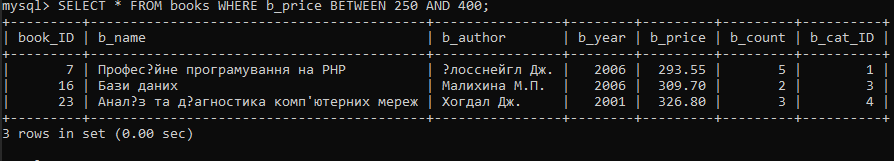 mysql> SELECT * FROM books WHERE b_price BETWEEN 250 AND 400;
+---------+------------------------------------------+---------------+--------+---------+---------+----------+
| book_ID | b_name | b_author | b_year | b_price | b_count | b_cat_ID |
+---------+------------------------------------------+---------------+--------+---------+---------+----------+
| 7 | Профес?йне програмування на PHP | ?лосснейгл Дж. | 2006 | 293.55 | 5 | 1 |
| 16 | Бази даних | Малихина М.П. | 2006 | 309.70 | 2 | 3 |
| 23 | Анал?з та д?агностика комп'ютерних мереж | Хогдал Дж. | 2001 | 326.80 | 3 | 4 |
+---------+------------------------------------------+---------------+--------+---------+---------+----------+
3 rows in set (0.00 sec)